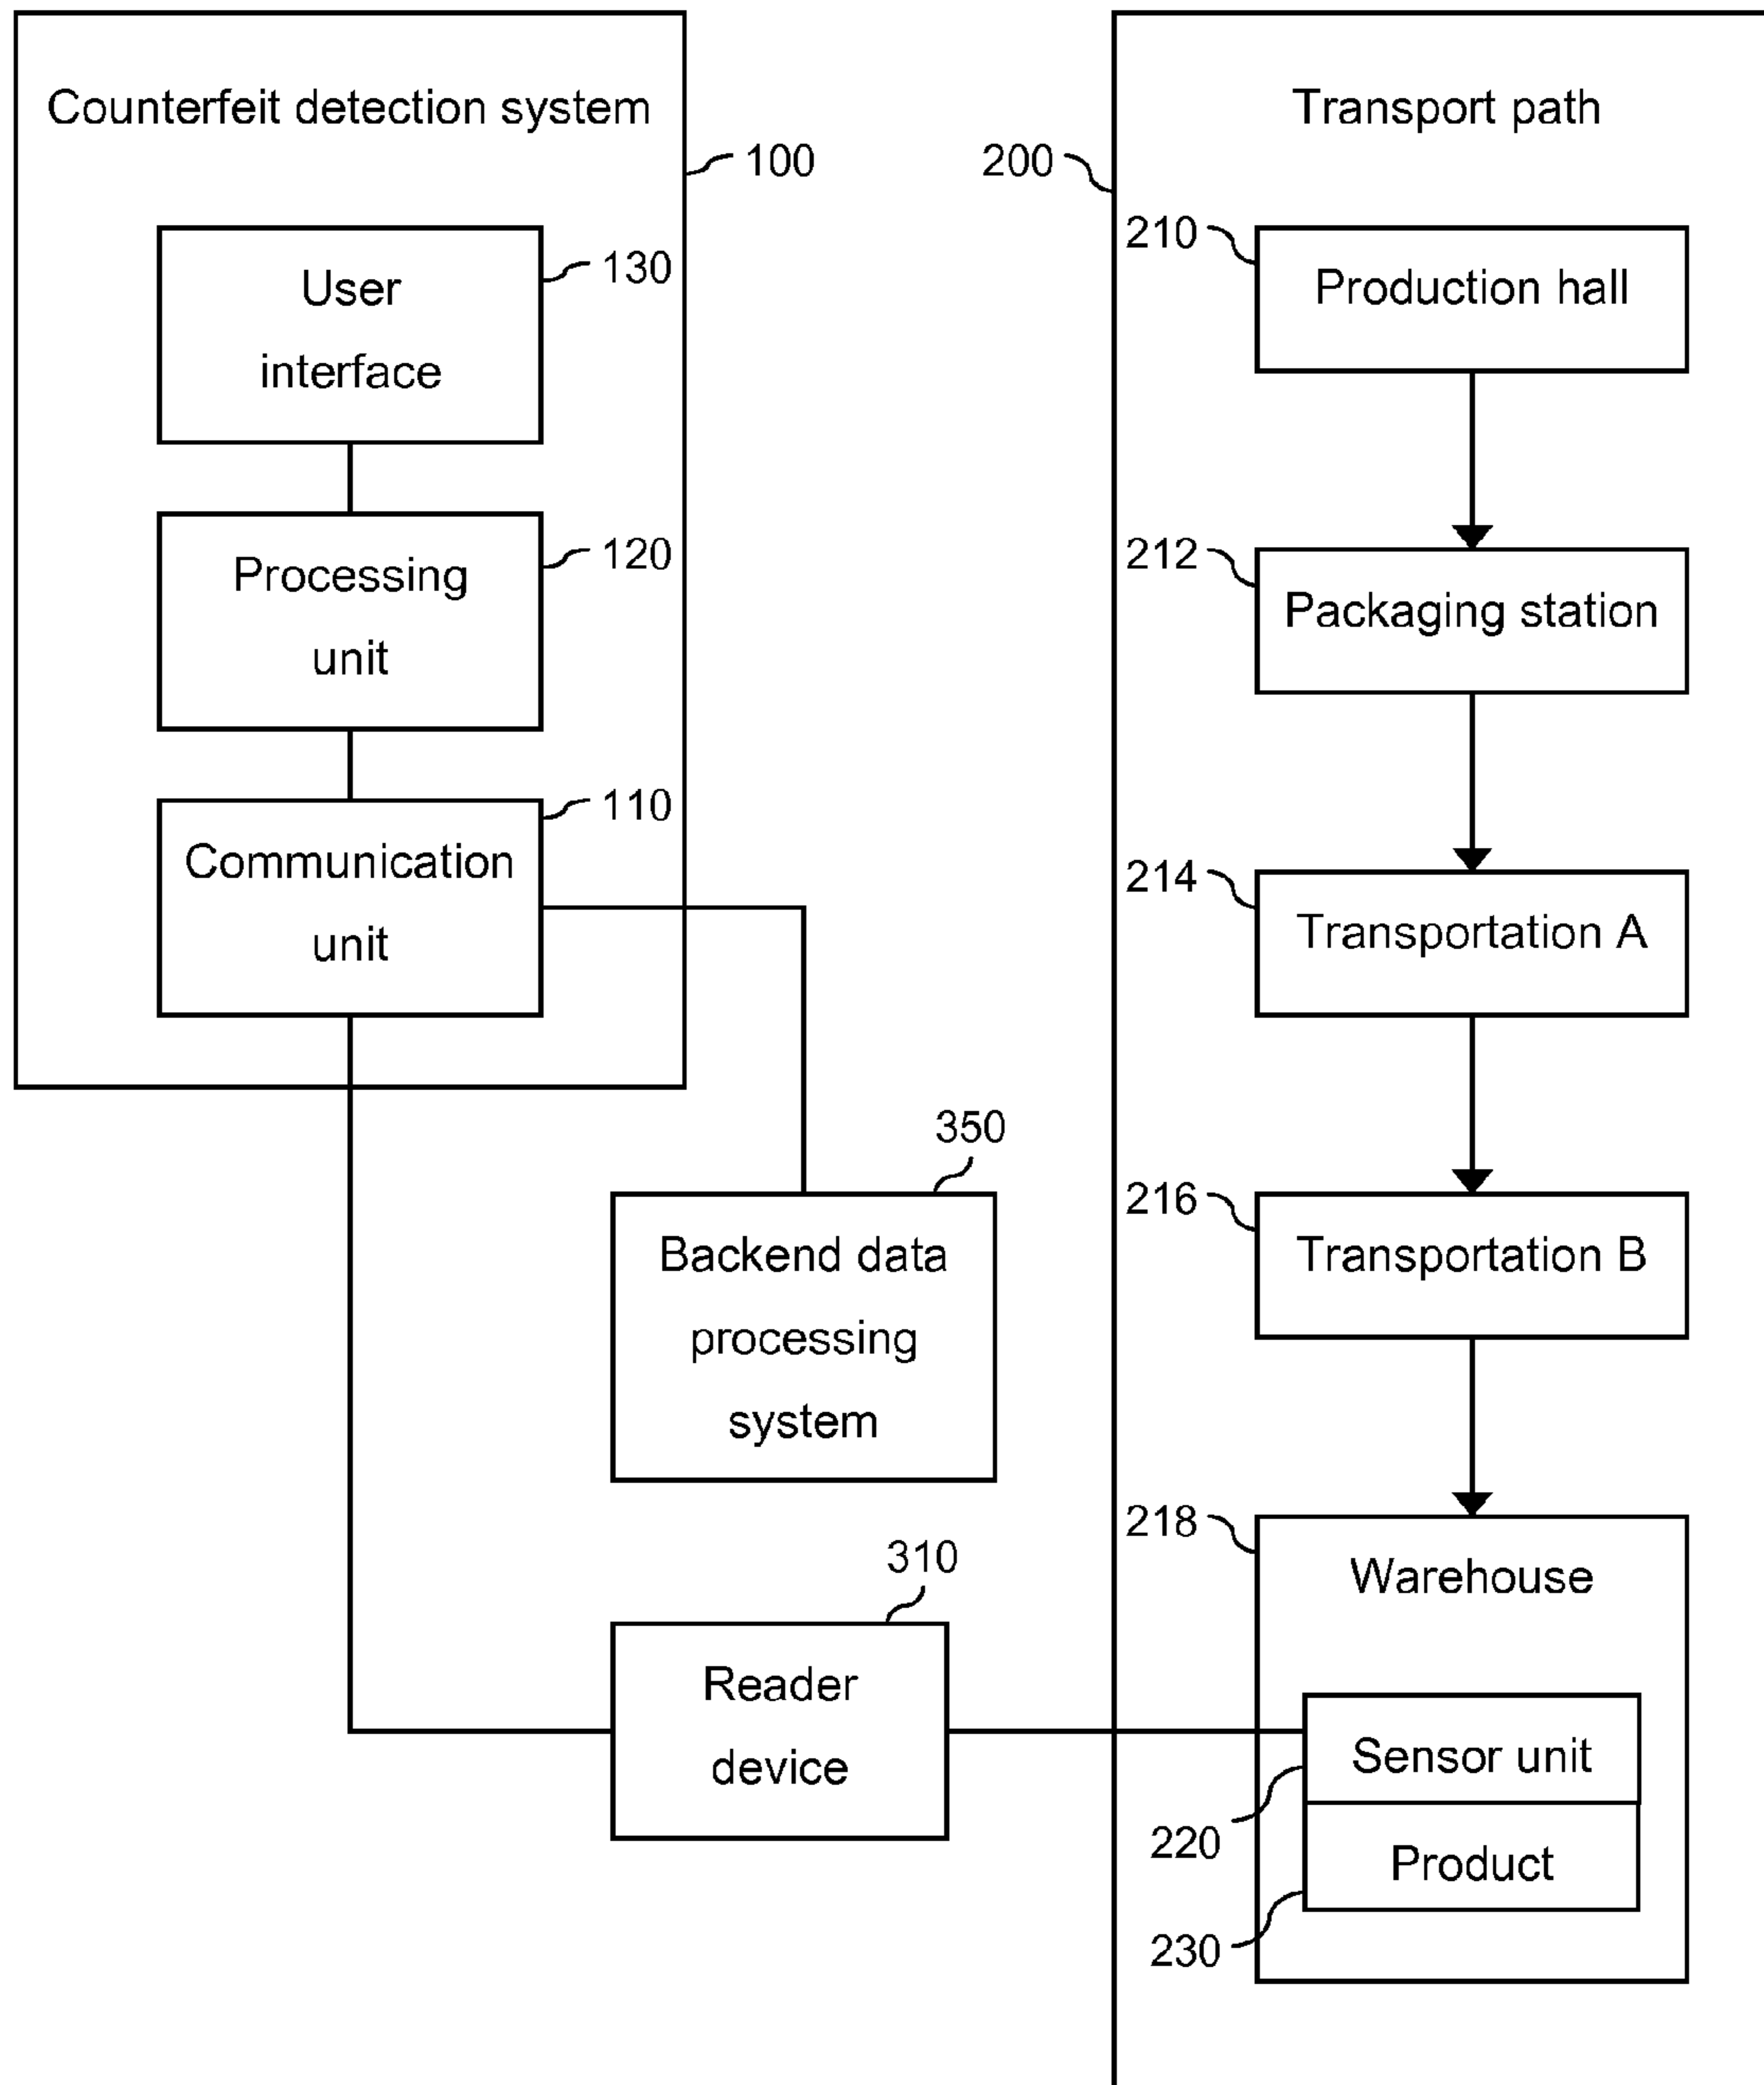 Counterfeit detection system
100
User
interface
130
Processing
unit
120
Communication
unit
110
350
Backend data
processing
system
310
Reader
device
Transport path
200
210
Production hall
212
Packaging station
214
Transportation A
216
Transportation B
218
Warehouse
Sensor unit
220
Product
230